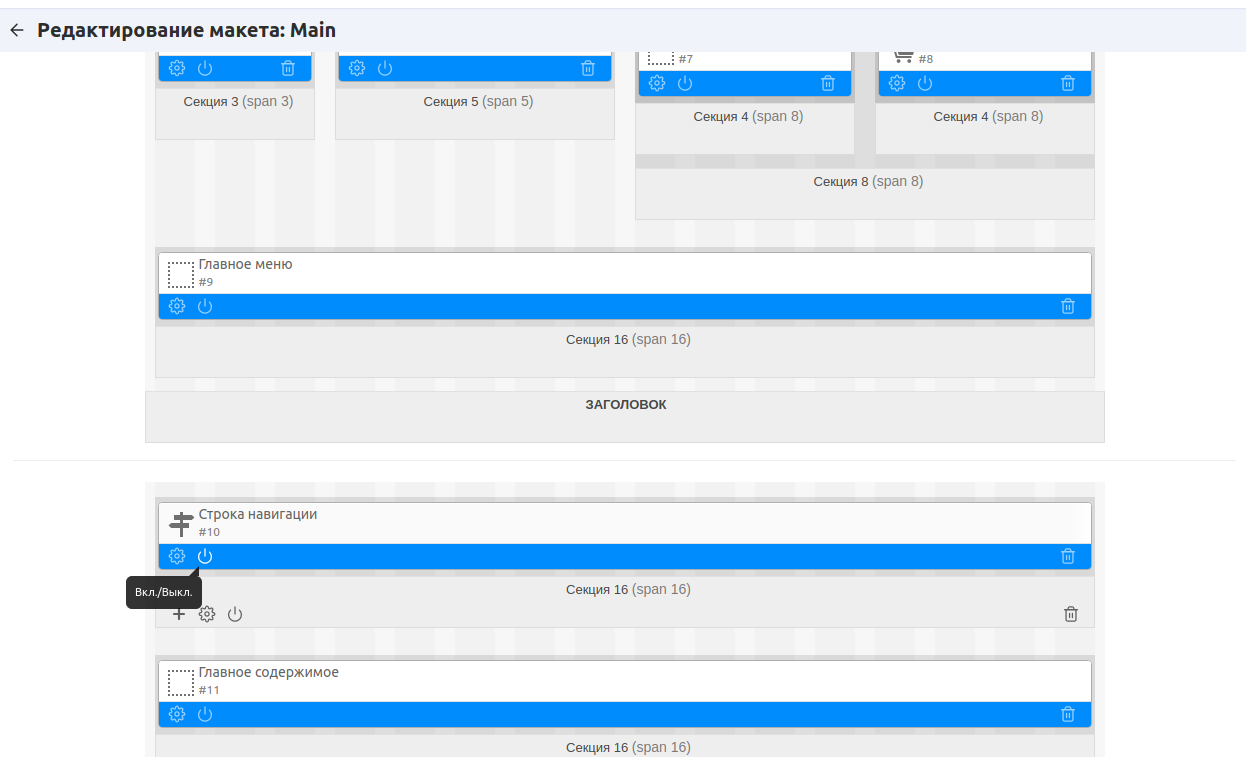 Редактирование макета: Main
#7
#8
Секция 3 (span 3)
Секция 5 (span 5)
Секция 4 (span 8)
Секция 4 (span 8)
Секция 8 (span 8)
Главное меню
#9
Секция 16 (span 16)
ЗАГОЛОВОК
Строка навигации
#10
Вкл./Выкл.
Секция 16 (span 16)
Главное содержимое
#11
Секция 16 (span 16)